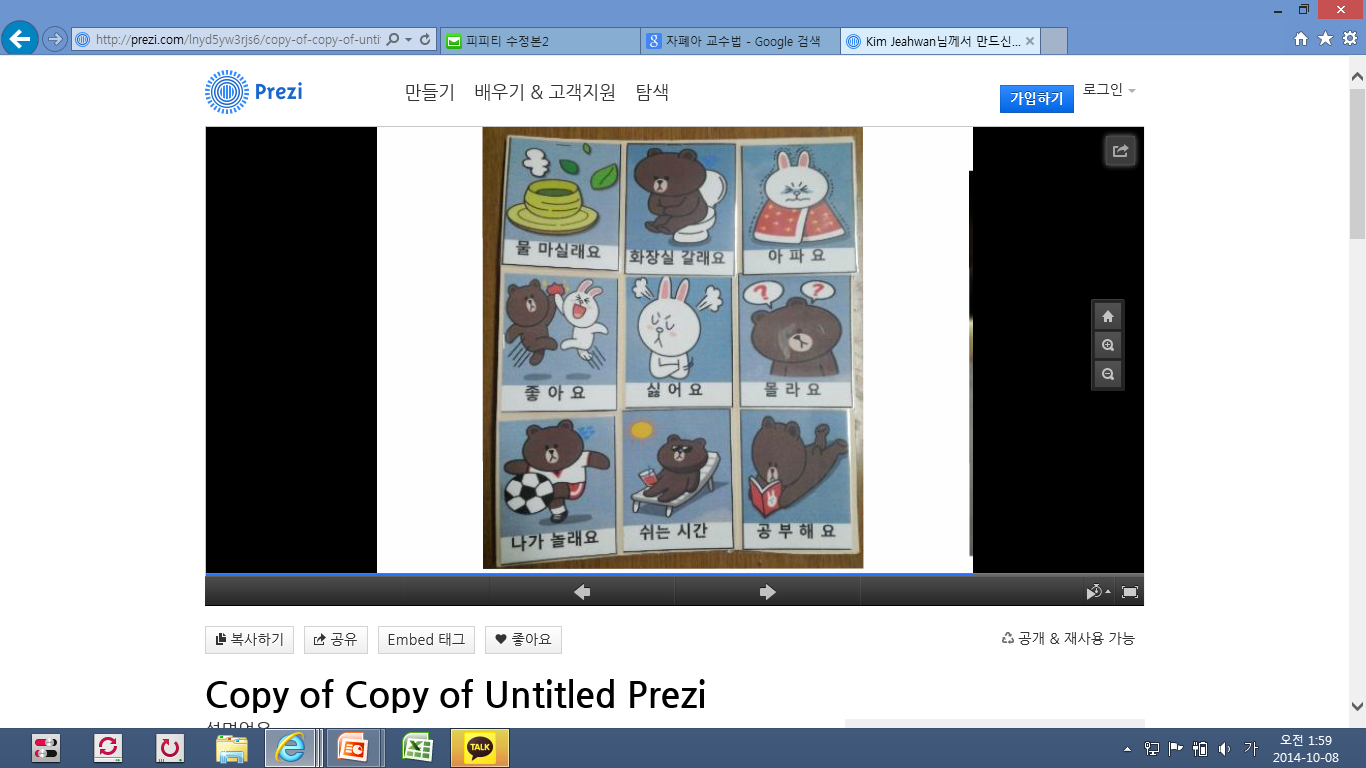 http://prezi.com/lnyd5yw3rjs6/copy-of-copy-of-unti
피피티 수정본2
자폐아 교수법 - Google 검색
Kim Jeahwan님께서 만드신...
Prezi
만들기
배우기 & 고객지원
탐색
가입하기
로그인
물 마실래요
화장실 갈래요
아 파 요
좋 아 요
싫 어 요
몰 라 요
나가 놀래요
쉬는 시간
공 부 해 요
복사하기
공유
Embed 태그
좋아요
공개 & 재사용 가능
Copy of Copy of Untitled Prezi
TALK
가
오전 1:59
2014-10-08